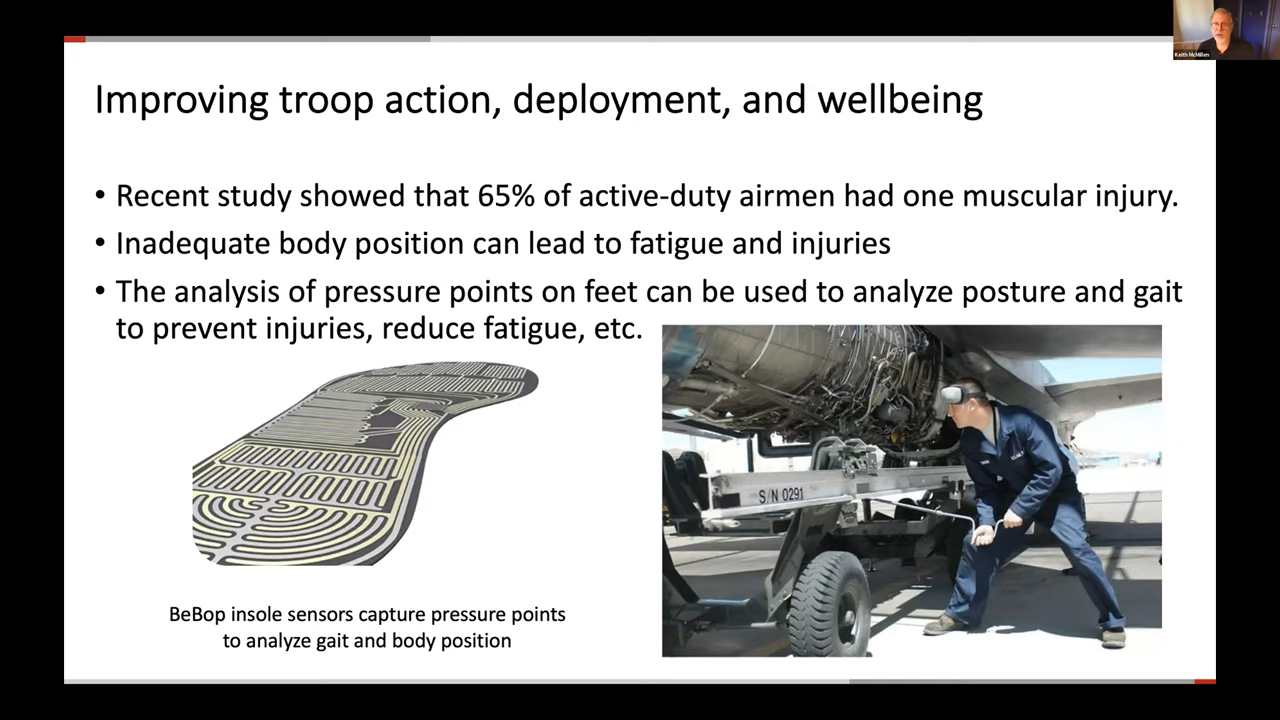 Keith McMillen
Improving troop action, deployment, and wellbeing
• Recent study showed that 65% of active-duty airmen had one muscular injury.
• Inadequate body position can lead to fatigue and injuries
• The analysis of pressure points on feet can be used to analyze posture and gait
to prevent injuries, reduce fatigue, etc.
S/N 0291
BeBop insole sensors capture pressure points
to analyze gait and body position